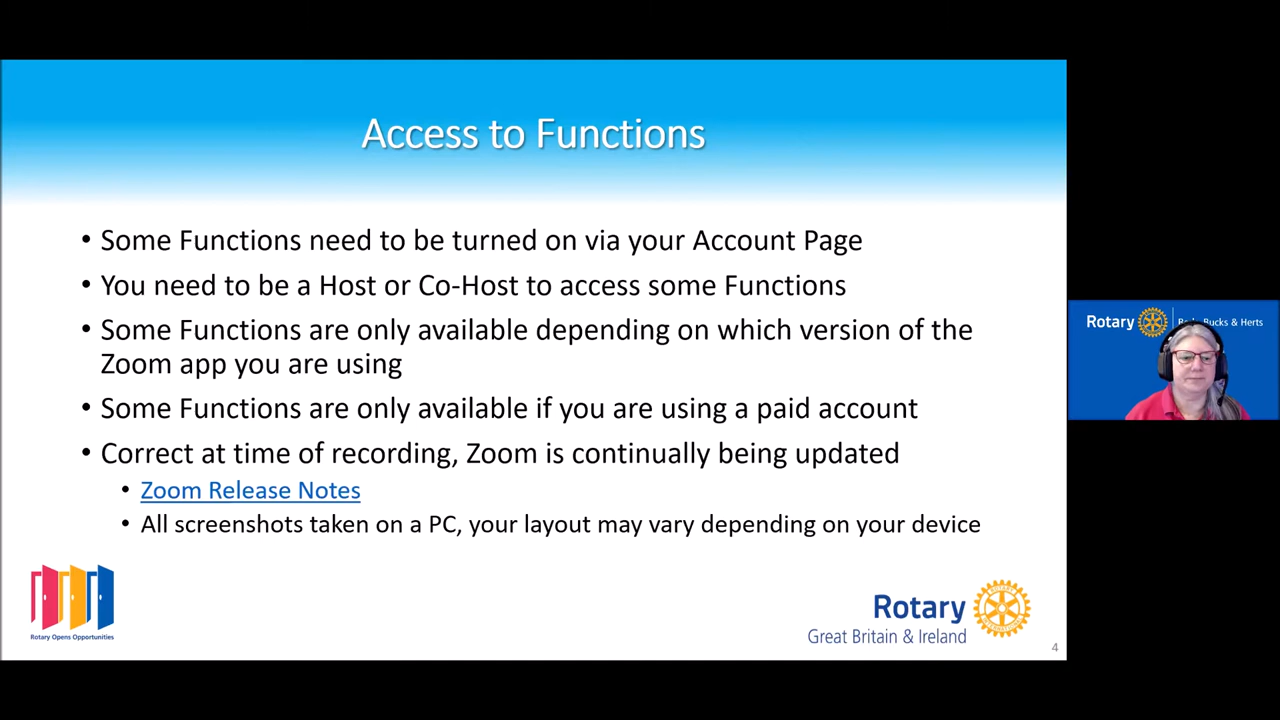 Access to Functions
• Some Functions need to be turned on via your Account Page
• You need to be a Host or Co-Host to access some Functions
• Some Functions are only available depending on which version of the
Zoom app you are using
• Some Functions are only available if you are using a paid account
• Correct at time of recording, Zoom is continually being updated
• Zoom Release Notes
• All screenshots taken on a PC, your layout may vary depending on your device
Rotary Opens Opportunities
Rotary
Great Britain & Ireland
4
Rotary
Bucks & Herts